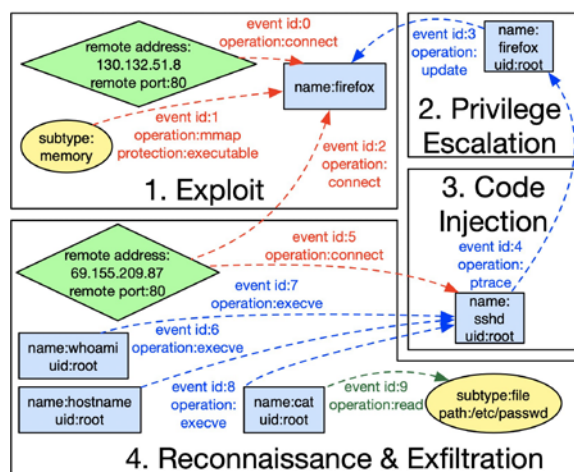 remote address:
130.132.51.8
remote port:80
event id:0
operation:connect
name:firefox
event id:1
operation:mmap
protection:executable
subtype:
memory
event id:2
operation:
connect
1. Exploit
event id:3
operation:
update
name:
firefox
uid:root
2. Privilege
Escalation
3. Code
Injection
event id:4
operation:
ptrace
name:
sshd
uid:root
remote address:
69.155.209.87
remote port:80
event id:5
operation:connect
event id:7
operation:execve
name:whoami
uid:root
event id:6
operation:execve
name:hostname
uid:root
event id:8
operation:
execve
name:cat
uid:root
event id:9
operation:read
subtype:file
path:/etc/passwd
4. Reconnaissance & Exfiltration